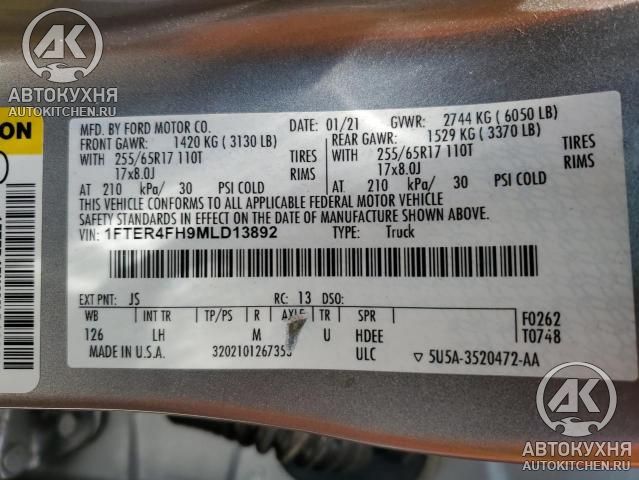 АК
АВТОКУХНЯ
AUTOKITCHEN.RU
АК
АВТОКУХНЯ
AUTOKITCHEN.RU
ON
MFD. BY FORD MOTOR CO.
DATE: 01/21 GVWR: 2744 KG ( 6050 LB)
FRONT GAWR: 1420 KG ( 3130 LB)
REAR GAWR: 1529 KG ( 3370 LB)
WITH 255/65R17 110T TIRES WITH 255/65R17 110T TIRES
17x8.0J RIMS 17x8.0J RIMS
AT 210 kPa/ 30 PSI COLD AT 210 kPa/ 30 PSI COLD
THIS VEHICLE CONFORMS TO ALL APPLICABLE FEDERAL MOTOR VEHICLE
SAFETY STANDARDS IN EFFECT ON THE DATE OF MANUFACTURE SHOWN ABOVE.
VIN: 1FTER4FH9MLD13892 TYPE: Truck
EXT PNT: JS RC: 13 DSO:
WB INT TR TP/PS R AXLE TR SPR F0262
126 LH M U HDEE T0748
MADE IN U.S.A. ULC ▽ 5U5A-3520472-AA
АК
АВТОКУХНЯ
AUTOKITCHEN.RU